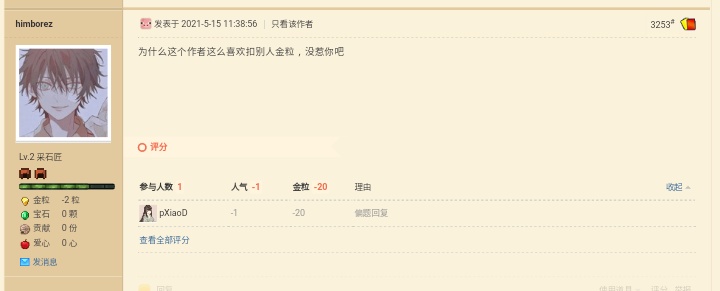 himborez
发表于 2021-5-15 11:38:56 | 只看该作者
3253#
为什么这个作者这么喜欢扣别人金粒，没惹你吧
评分
参与人数 1 人气 -1 金粒 -20 理由 收起
pXiaoD -1 -20 偏题回复
查看全部评分
Lv.2 采石匠
金粒 -2 粒
宝石 0 颗
贡献 0 份
爱心 0 心
发消息